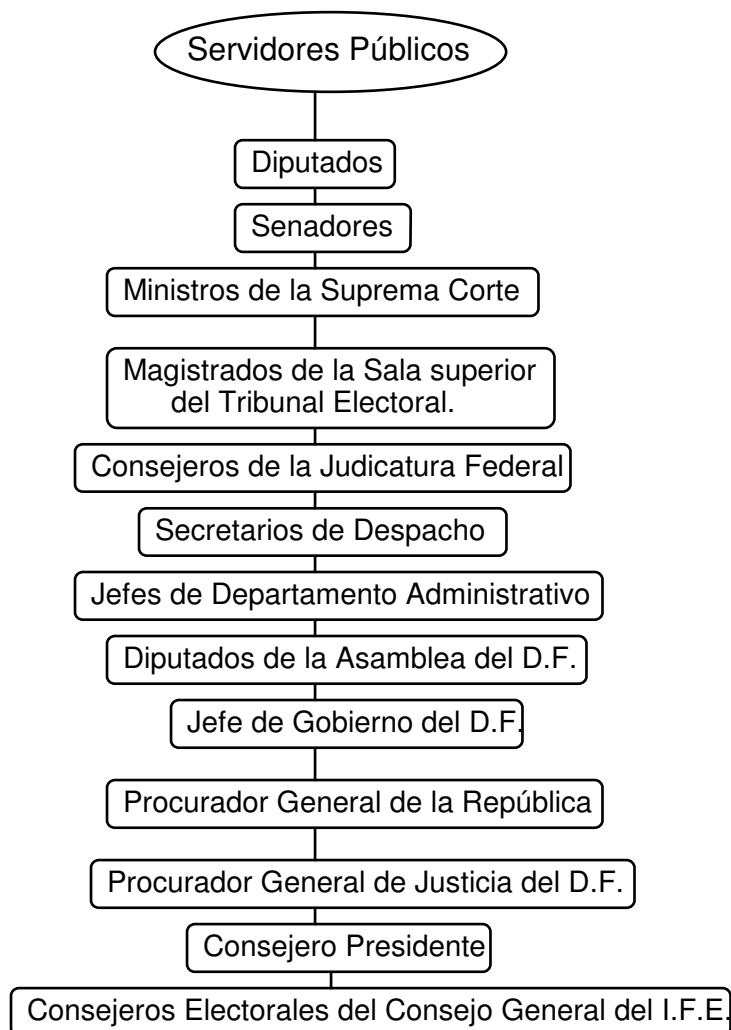 Servidores Públicos
Diputados
Senadores
Ministros de la Suprema Corte
Magistrados de la Sala superior
del Tribunal Electoral.
Consejeros de la Judicatura Federal
Secretarios de Despacho
Jefes de Departamento Administrativo
Diputados de la Asamblea del D.F.
Jefe de Gobierno del D.F.
Procurador General de la República
Procurador General de Justicia del D.F.
Consejero Presidente
Consejeros Electorales del Consejo General del I.F.E.